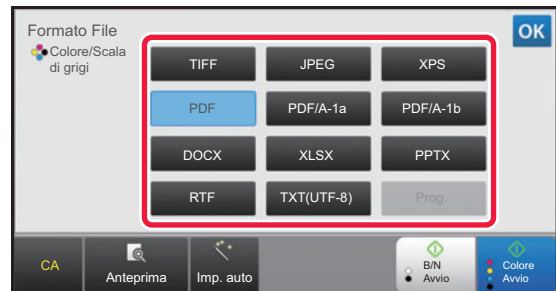 Formato File
OK
Colore/Scala
di grigi
TIFF
JPEG
XPS
PDF
PDF/A-1a
PDF/A-1b
DOCX
XLSX
PPTX
RTF
TXT(UTF-8)
Prog.
CA
Anteprima
Imp. auto
B/N
Avvio
Colore
Avvio